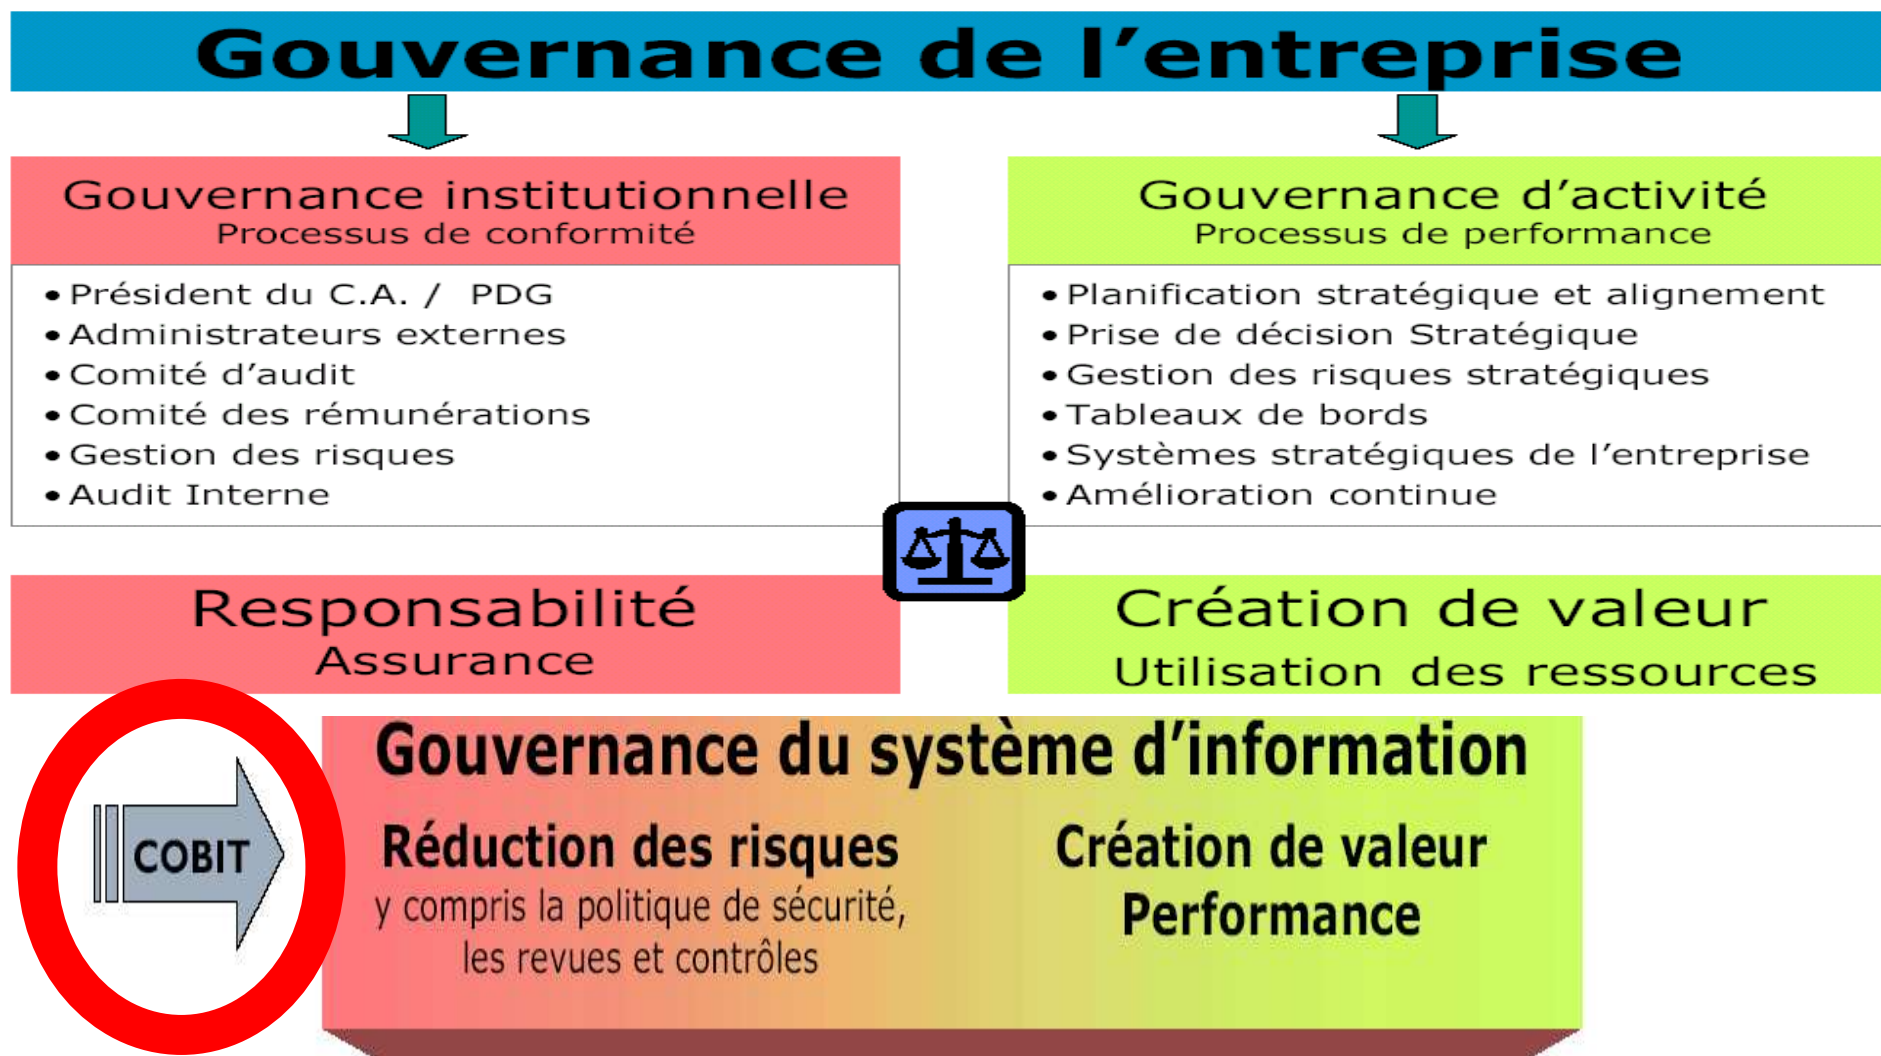 Gouvernance de l’entreprise
Gouvernance institutionnelle
Processus de conformité
• Président du C.A. / PDG
• Administrateurs externes
• Comité d’audit
• Comité des rémunérations
• Gestion des risques
• Audit Interne
Gouvernance d’activité
Processus de performance
• Planification stratégique et alignement
• Prise de décision Stratégique
• Gestion des risques stratégiques
• Tableaux de bords
• Systèmes stratégiques de l’entreprise
• Amélioration continue
Responsabilité
Assurance
Création de valeur
Utilisation des ressources
COBIT
Gouvernance du système d’information
Réduction des risques
y compris la politique de sécurité,
les revues et contrôles
Création de valeur
Performance